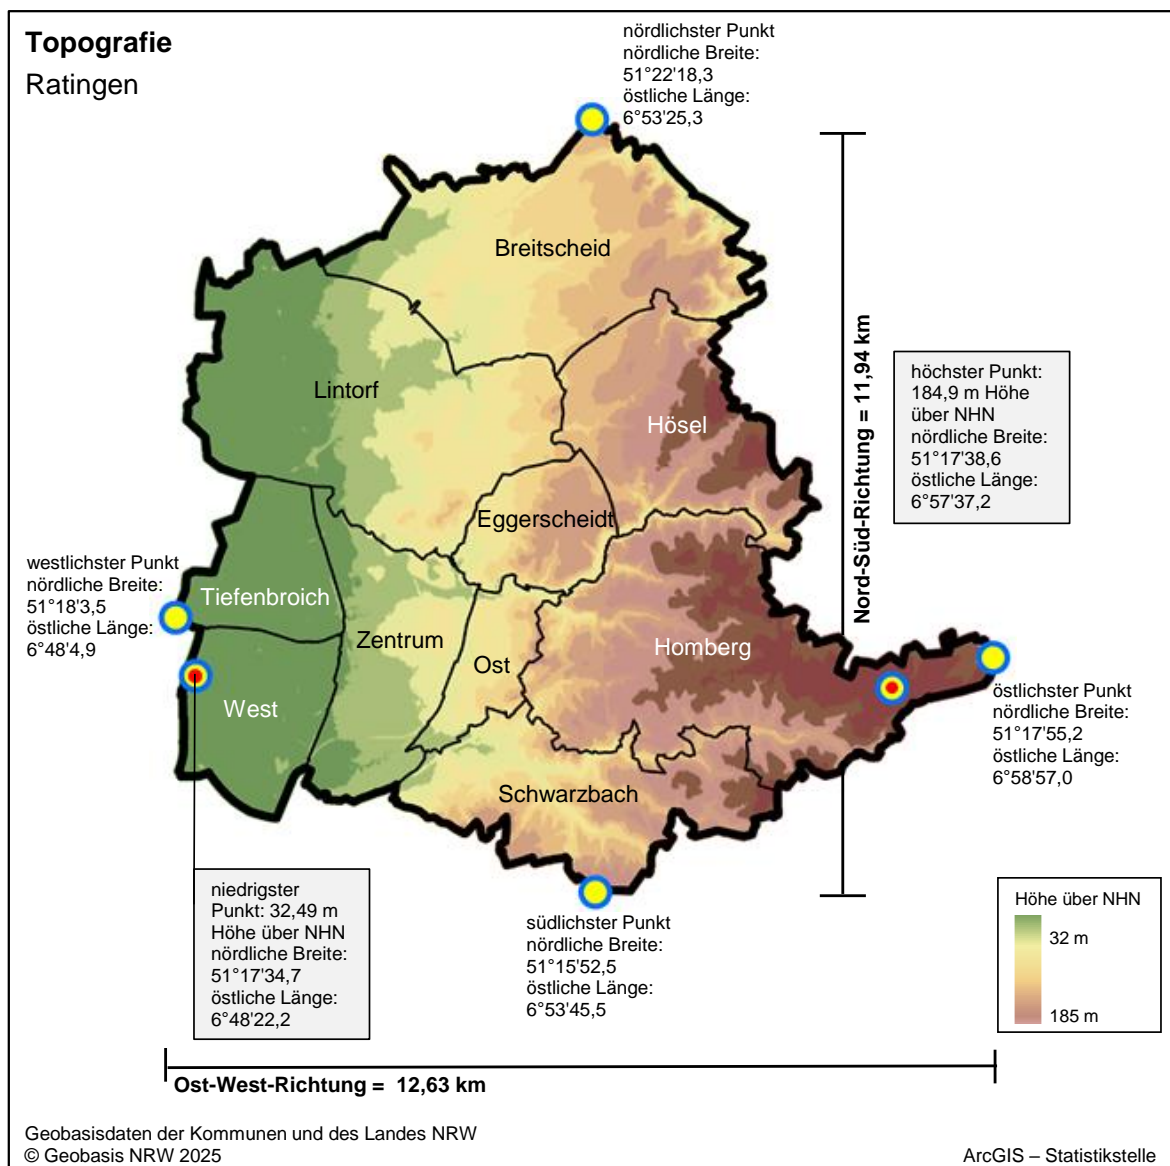 Topografie
Ratingen
nördlichster Punkt
nördliche Breite:
51°22'18,3
östliche Länge:
6°53'25,3
Breitscheid
Lintorf
Hösel
Eggerscheidt
Tiefenbroich
Zentrum
Ost
Homberg
West
Schwarzbach
Nord-Süd-Richtung = 11,94 km
höchster Punkt:
184,9 m Höhe
über NHN
nördliche Breite:
51°17'38,6
östliche Länge:
6°57'37,2
westlichster Punkt
nördliche Breite:
51°18'3,5
östliche Länge:
6°48'4,9
östlichster Punkt
nördliche Breite:
51°17'55,2
östliche Länge:
6°58'57,0
niedrigster
Punkt: 32,49 m
Höhe über NHN
nördliche Breite:
51°17'34,7
östliche Länge:
6°48'22,2
südlichster Punkt
nördliche Breite:
51°15'52,5
östliche Länge:
6°53'45,5
Höhe über NHN
32 m
185 m
Ost-West-Richtung = 12,63 km
Geobasisdaten der Kommunen und des Landes NRW
© Geobasis NRW 2025
ArcGIS – Statistikstelle